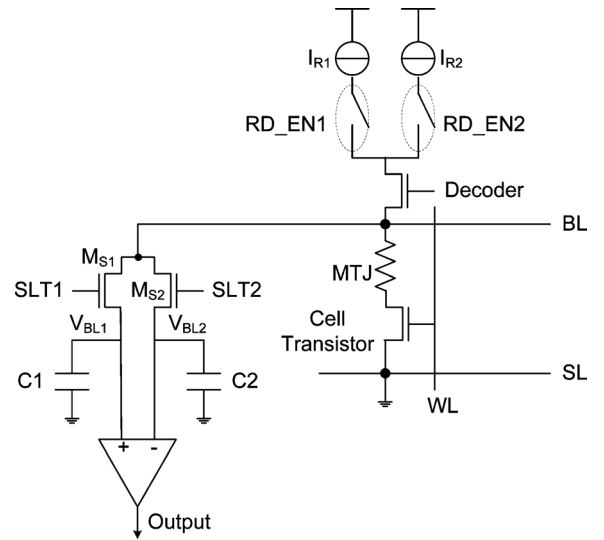 I_R1 I_R2
RD_EN1 RD_EN2
Decoder
BL
M_S1
MTJ
SLT1 M_S2 SLT2
V_BL1 V_BL2
Cell
Transistor
C1 C2
SL
WL
+ -
Output